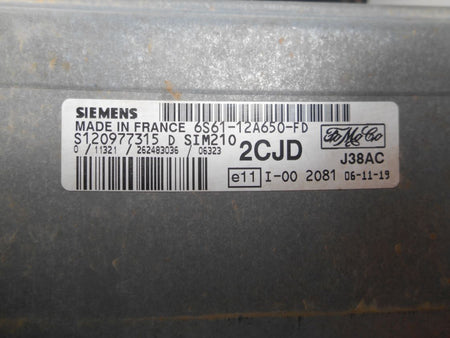 SIEMENS
MADE IN FRANCE 6S61-12A650-FD
S120977315 D SIM210
0 / 11321 / 262483036 / 06323
2CJD
FoMoCo
J38AC
e11 I-00 2081 06-11-19